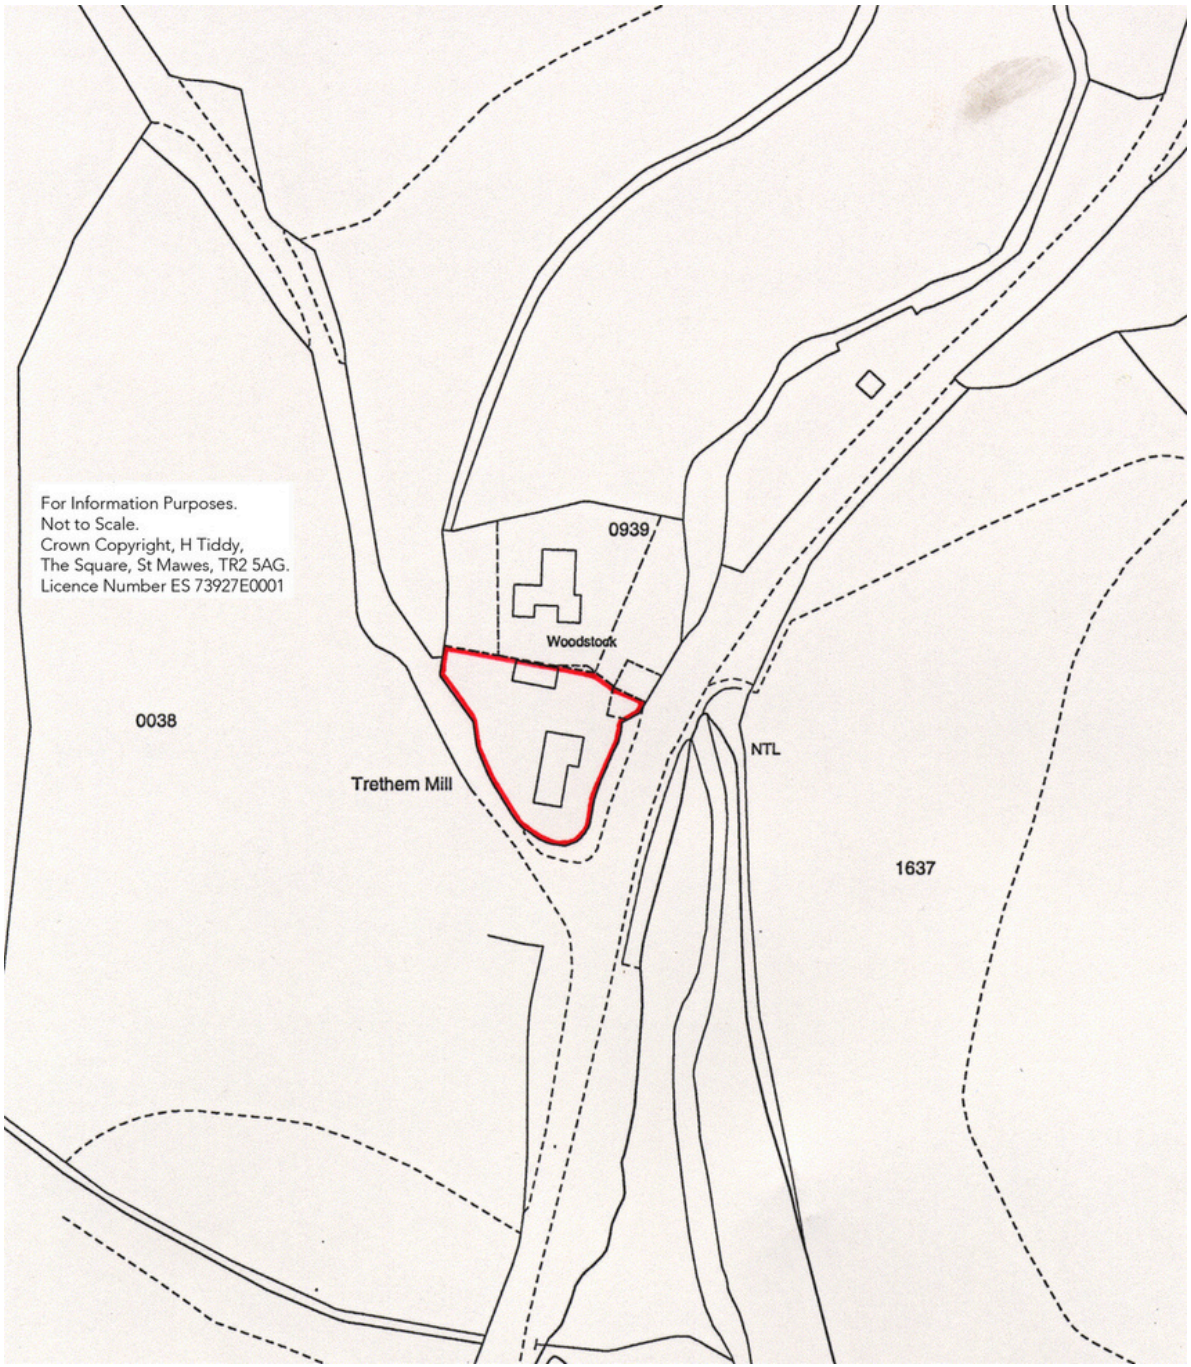 For Information Purposes.
Not to Scale.
Crown Copyright, H Tiddy,
The Square, St Mawes, TR2 5AG.
Licence Number ES 73927E0001
0939
Woodstock
0038
NTL
Trethem Mill
1637